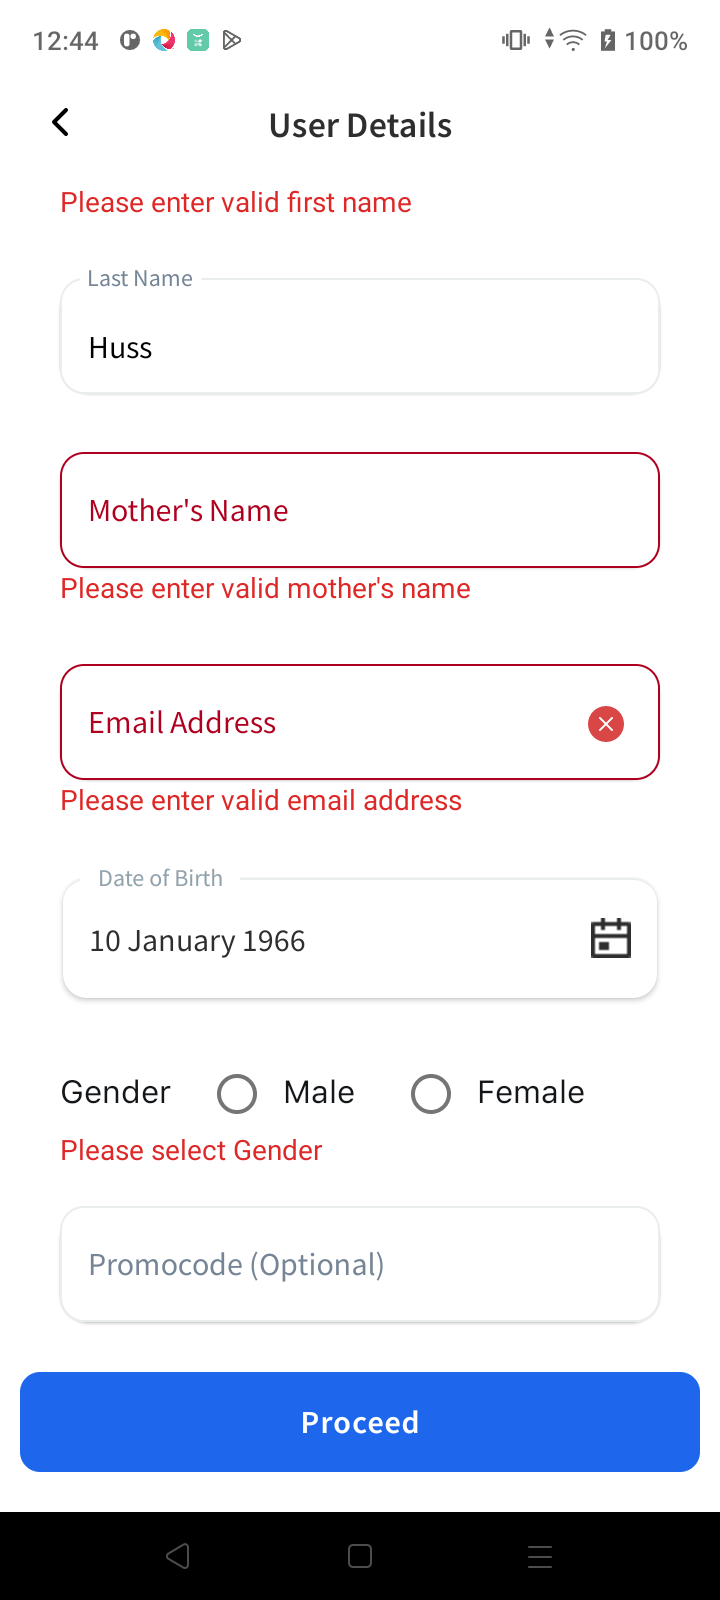 12:44
100%
User Details
Please enter valid first name
Last Name
Huss
Mother's Name
Please enter valid mother's name
Email Address
Please enter valid email address
Date of Birth
10 January 1966
Gender Male Female
Please select Gender
Promocode (Optional)
Proceed